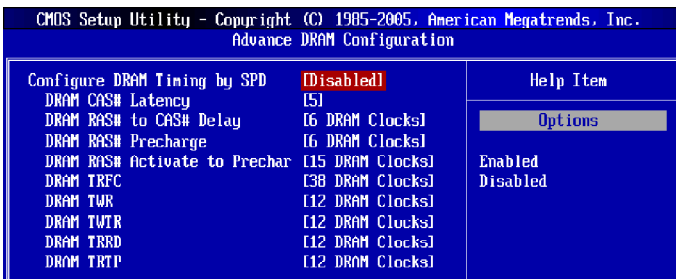 CMOS Setup Utility - Copyright (C) 1985-2005, American Megatrends, Inc.
Advance DRAM Configuration
Configure DRAM Timing by SPD [Disabled]
DRAM CAS# Latency [5]
DRAM RAS# to CAS# Delay [6 DRAM Clocks]
DRAM RAS# Precharge [6 DRAM Clocks]
DRAM RAS# Activate to Prechar [15 DRAM Clocks]
DRAM TRFC [38 DRAM Clocks]
DRAM TWR [12 DRAM Clocks]
DRAM TWTR [12 DRAM Clocks]
DRAM TRRD [12 DRAM Clocks]
DRAM TRTP [12 DRAM Clocks]
Help Item
Options
Enabled
Disabled